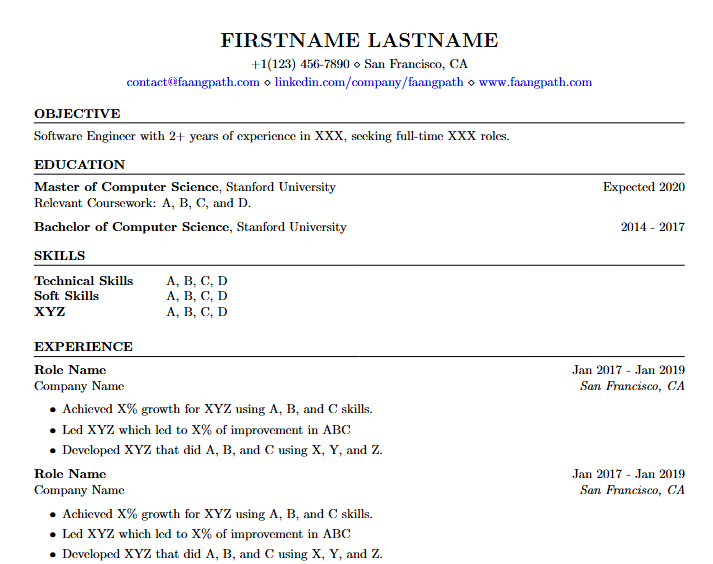 FIRSTNAME LASTNAME
+1(123) 456-7890 ⋄ San Francisco, CA
contact@faangpath.com ⋄ linkedin.com/company/faangpath ⋄ www.faangpath.com
OBJECTIVE
Software Engineer with 2+ years of experience in XXX, seeking full-time XXX roles.
EDUCATION
Master of Computer Science, Stanford University Expected 2020
Relevant Coursework: A, B, C, and D.
Bachelor of Computer Science, Stanford University 2014 - 2017
SKILLS
Technical Skills A, B, C, D
Soft Skills A, B, C, D
XYZ A, B, C, D
EXPERIENCE
Role Name Jan 2017 - Jan 2019
Company Name San Francisco, CA
• Achieved X% growth for XYZ using A, B, and C skills.
• Led XYZ which led to X% of improvement in ABC
• Developed XYZ that did A, B, and C using X, Y, and Z.
Role Name Jan 2017 - Jan 2019
Company Name San Francisco, CA
• Achieved X% growth for XYZ using A, B, and C skills.
• Led XYZ which led to X% of improvement in ABC
• Developed XYZ that did A, B, and C using X, Y, and Z.